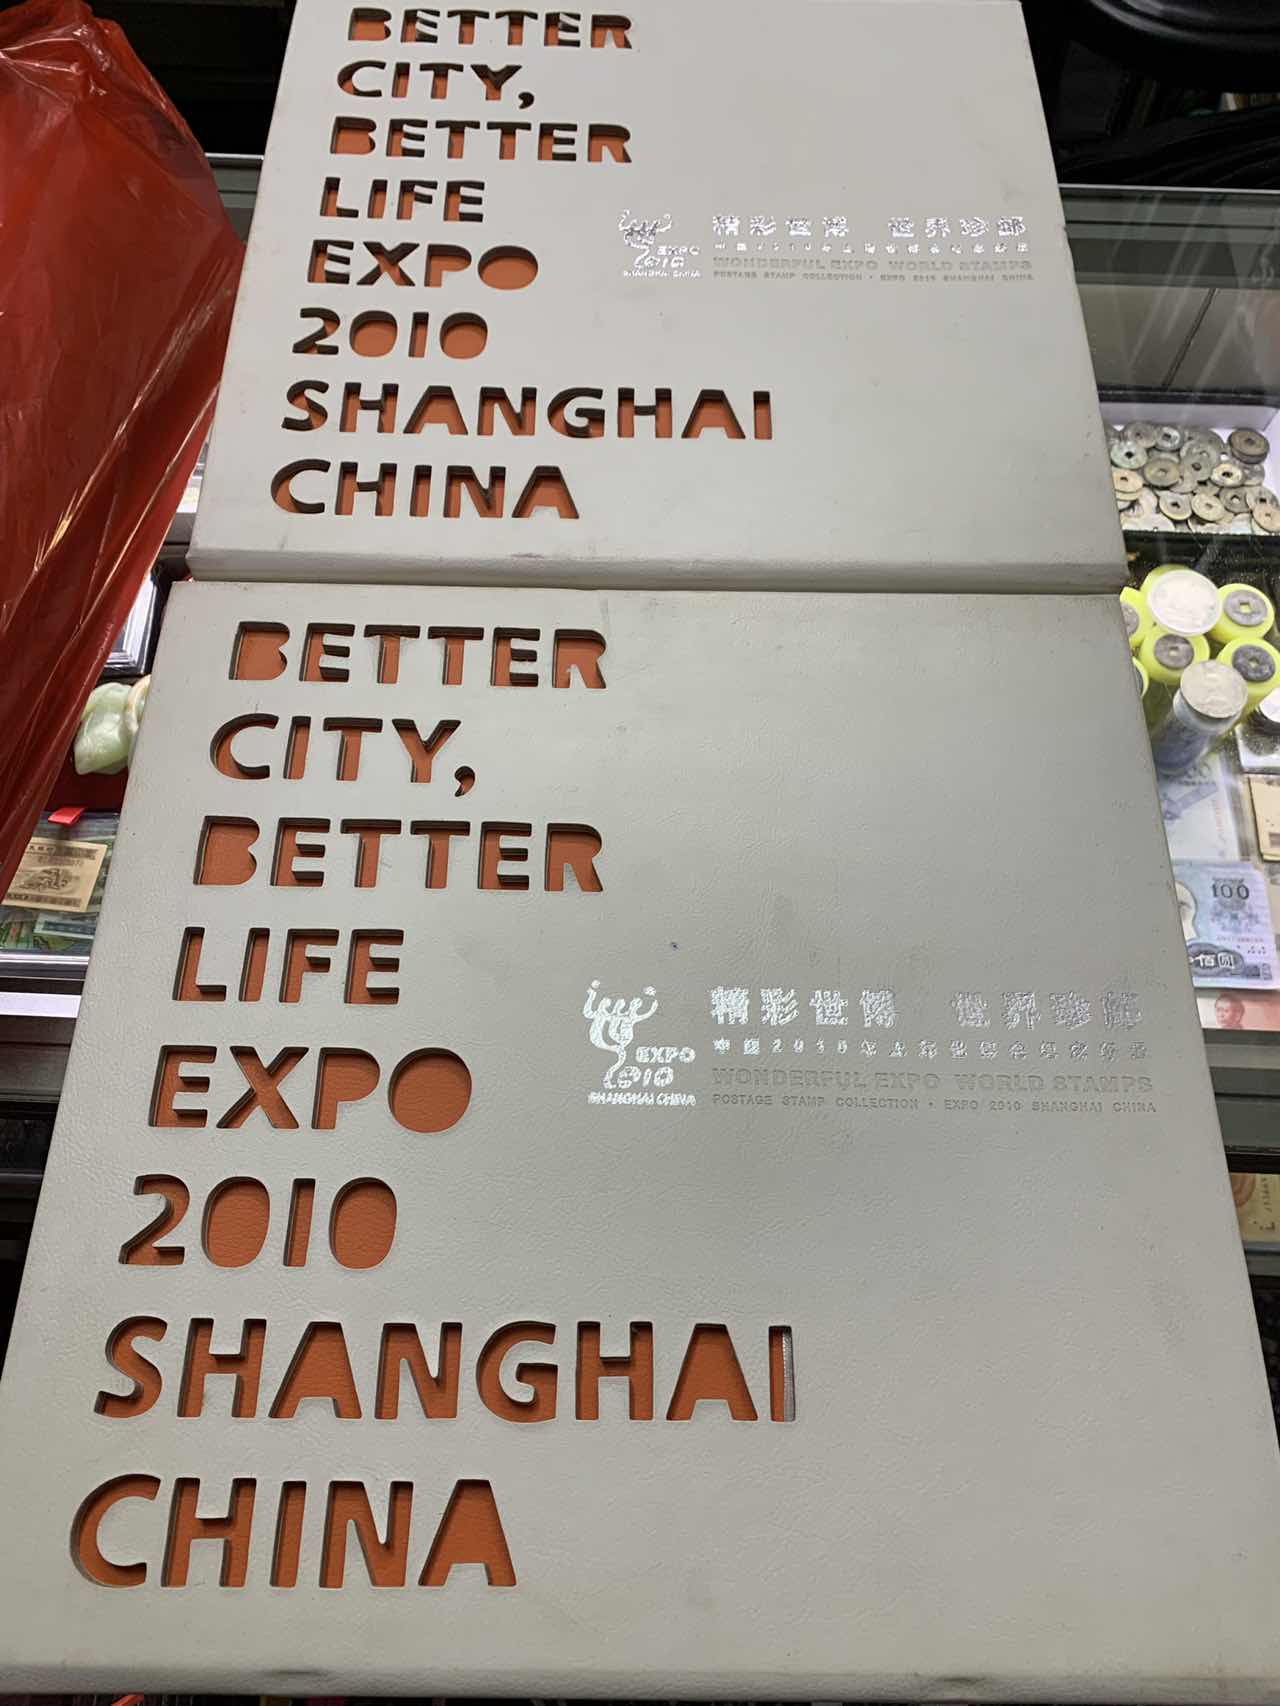 BETTER
CITY,
BETTER
LIFE
EXPO
2010
SHANGHAI
CHINA
EXPO
2010
SHANGHAI CHINA
精彩世博 世界珍邮
WONDERFUL EXPO WORLD STAMPS
POSTAGE STAMP COLLECTION • EXPO 2010 SHANGHAI CHINA
BETTER
CITY,
BETTER
LIFE
EXPO
2010
SHANGHAI
CHINA
EXPO
2010
SHANGHAI CHINA
精彩世博 世界珍邮
WONDERFUL EXPO WORLD STAMPS
POSTAGE STAMP COLLECTION • EXPO 2010 SHANGHAI CHINA
100
佰圆